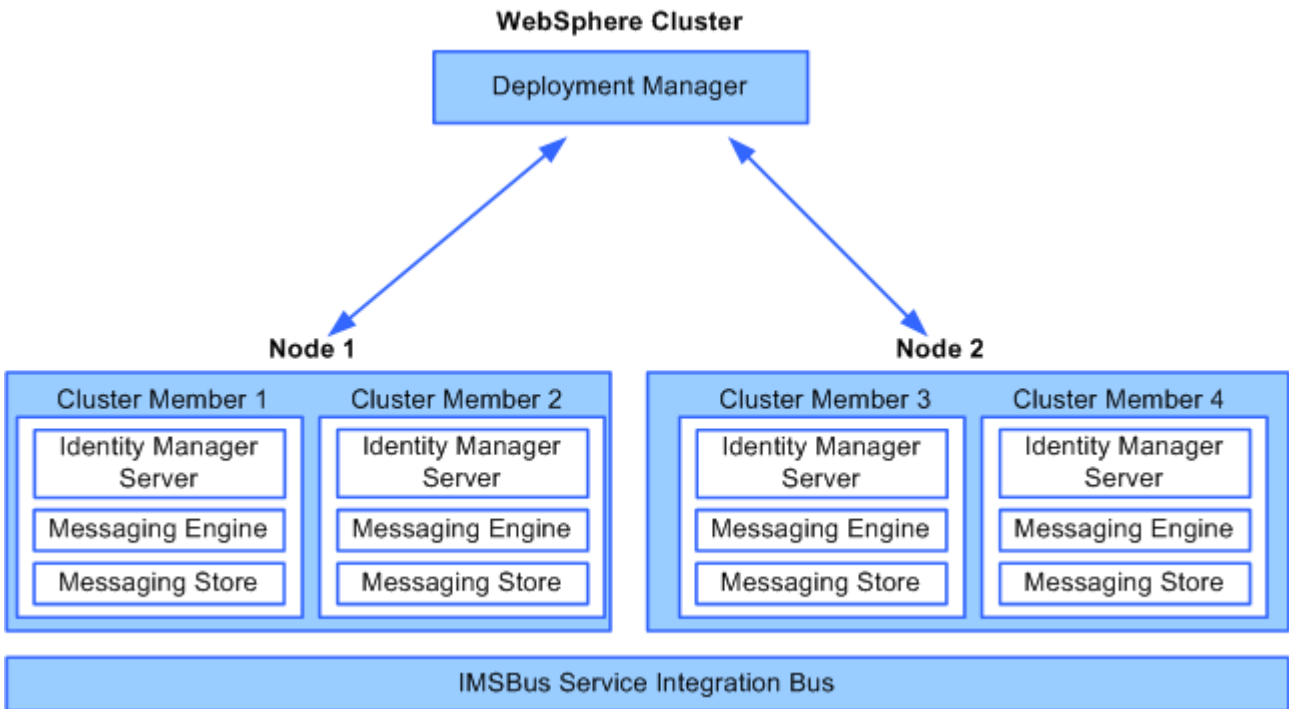 WebSphere Cluster
Deployment Manager
Node 1
Cluster Member 1
Identity Manager
Server
Messaging Engine
Messaging Store
Cluster Member 2
Identity Manager
Server
Messaging Engine
Messaging Store
Node 2
Cluster Member 3
Identity Manager
Server
Messaging Engine
Messaging Store
Cluster Member 4
Identity Manager
Server
Messaging Engine
Messaging Store
IMSBus Service Integration Bus